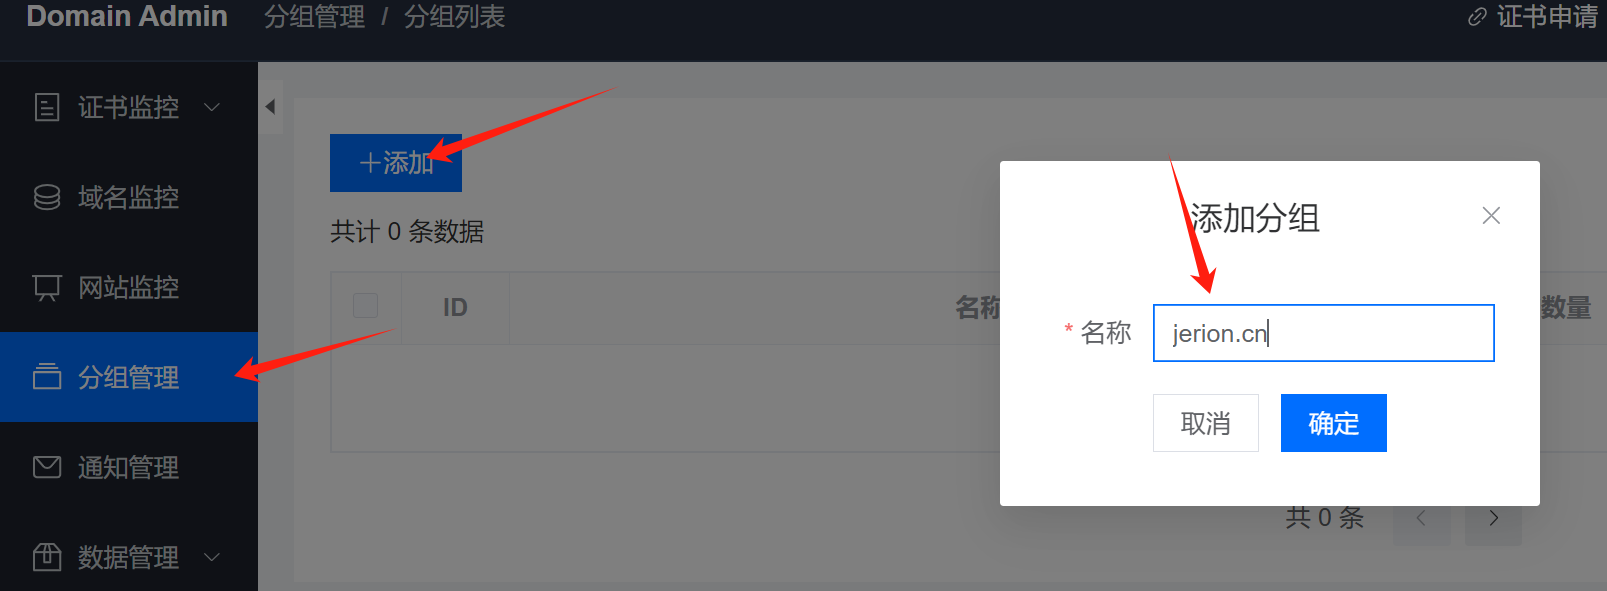 Domain Admin 分组管理 / 分组列表 证书申请
证书监控
域名监控
网站监控
分组管理
通知管理
数据管理
添加
共计 0 条数据
ID 名称 数量
添加分组
* 名称 jerion.cn
取消 确定
共 0 条